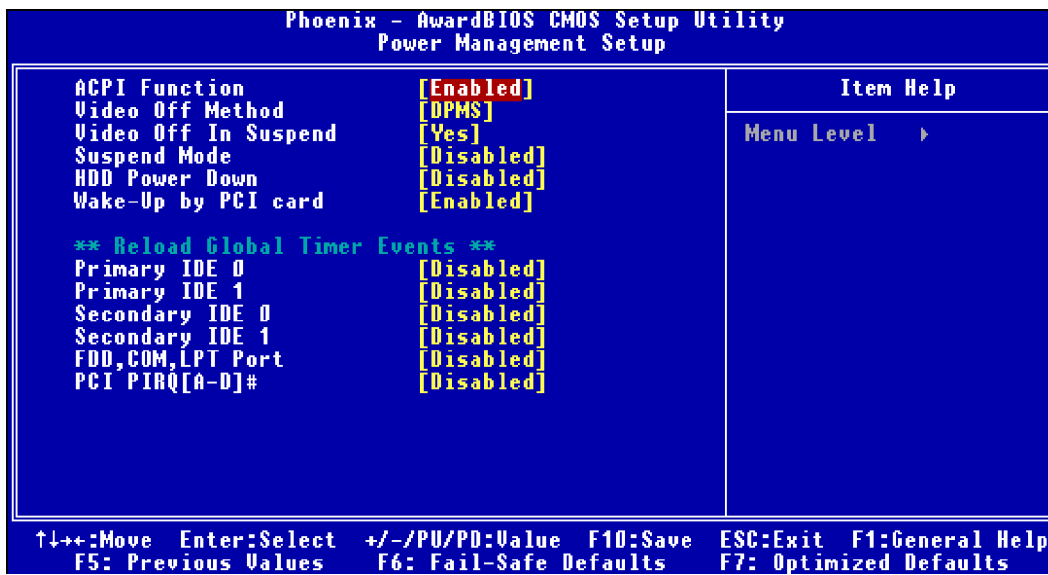 Phoenix - AwardBIOS CMOS Setup Utility
Power Management Setup
ACPI Function [Enabled]
Video Off Method [DPMS]
Video Off In Suspend [Yes]
Suspend Mode [Disabled]
HDD Power Down [Disabled]
Wake-Up by PCI card [Enabled]
** Reload Global Timer Events **
Primary IDE 0 [Disabled]
Primary IDE 1 [Disabled]
Secondary IDE 0 [Disabled]
Secondary IDE 1 [Disabled]
FDD,COM,LPT Port [Disabled]
PCI PIRQ[A-D]# [Disabled]
Item Help
Menu Level ▸
↑↓→←:Move Enter:Select +/-/PU/PD:Value F10:Save ESC:Exit F1:General Help
F5: Previous Values F6: Fail-Safe Defaults F7: Optimized Defaults